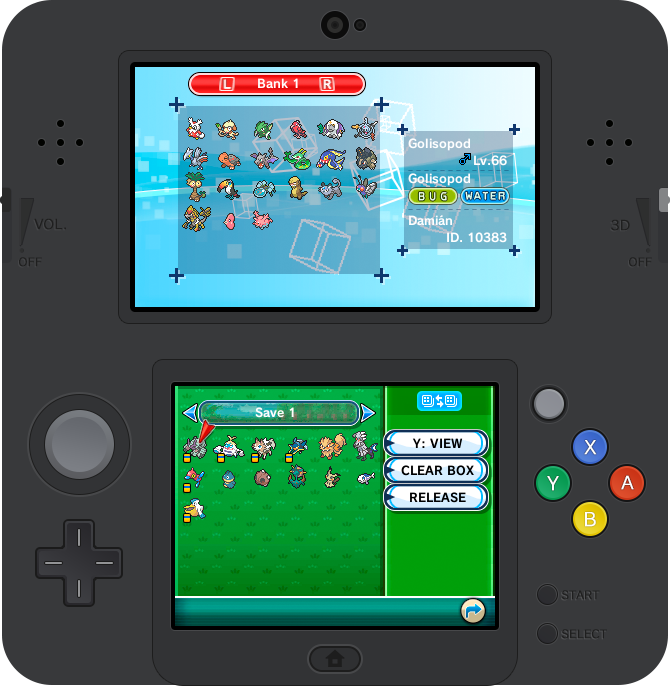 L Bank 1 R
Golisopod
♂ Lv.66
Golisopod
BUG WATER
Damián
ID. 10383
VOL.
OFF
3D
OFF
Save 1
Y: VIEW
CLEAR BOX
RELEASE
X
Y
A
B
START
SELECT